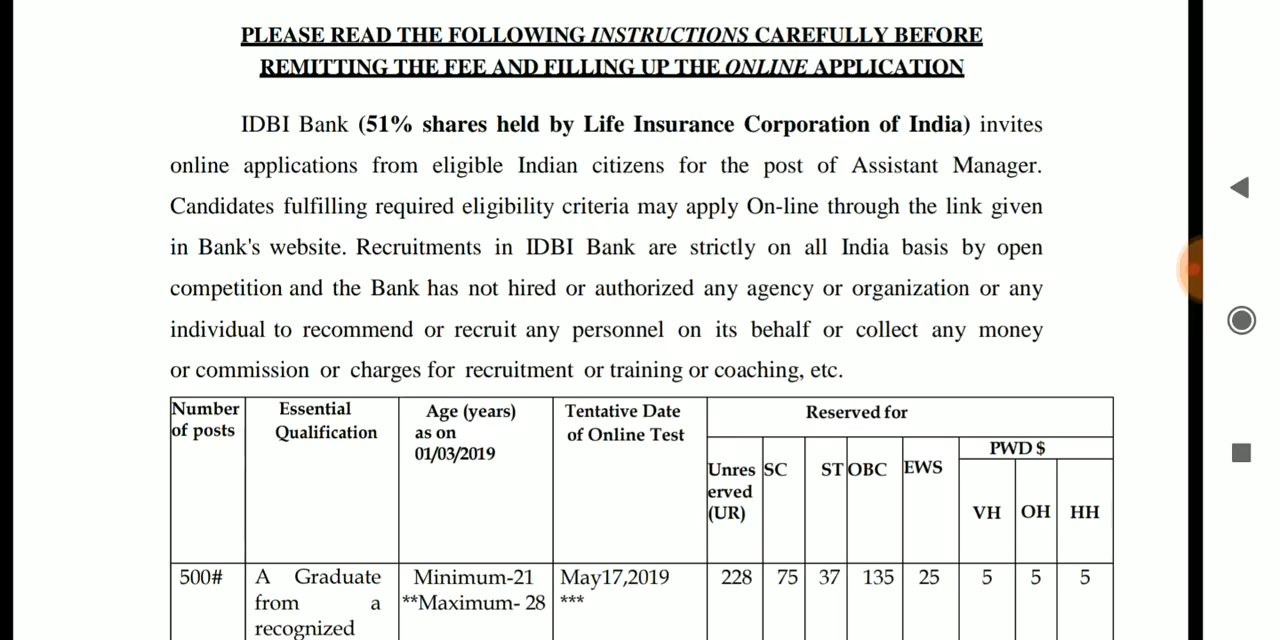 PLEASE READ THE FOLLOWING INSTRUCTIONS CAREFULLY BEFORE
REMITTING THE FEE AND FILLING UP THE ONLINE APPLICATION
IDBI Bank (51% shares held by Life Insurance Corporation of India) invites
online applications from eligible Indian citizens for the post of Assistant Manager.
Candidates fulfilling required eligibility criteria may apply On-line through the link given
in Bank's website. Recruitments in IDBI Bank are strictly on all India basis by open
competition and the Bank has not hired or authorized any agency or organization or any
individual to recommend or recruit any personnel on its behalf or collect any money
or commission or charges for recruitment or training or coaching, etc.
Number of posts
Essential Qualification
Age (years) as on 01/03/2019
Tentative Date of Online Test
Reserved for
PWD $
Unres erved (UR)
SC
ST
OBC
EWS
VH
OH
HH
500#
A Graduate from a recognized
Minimum-21 **Maximum- 28
May17,2019 ***
228
75
37
135
25
5
5
5